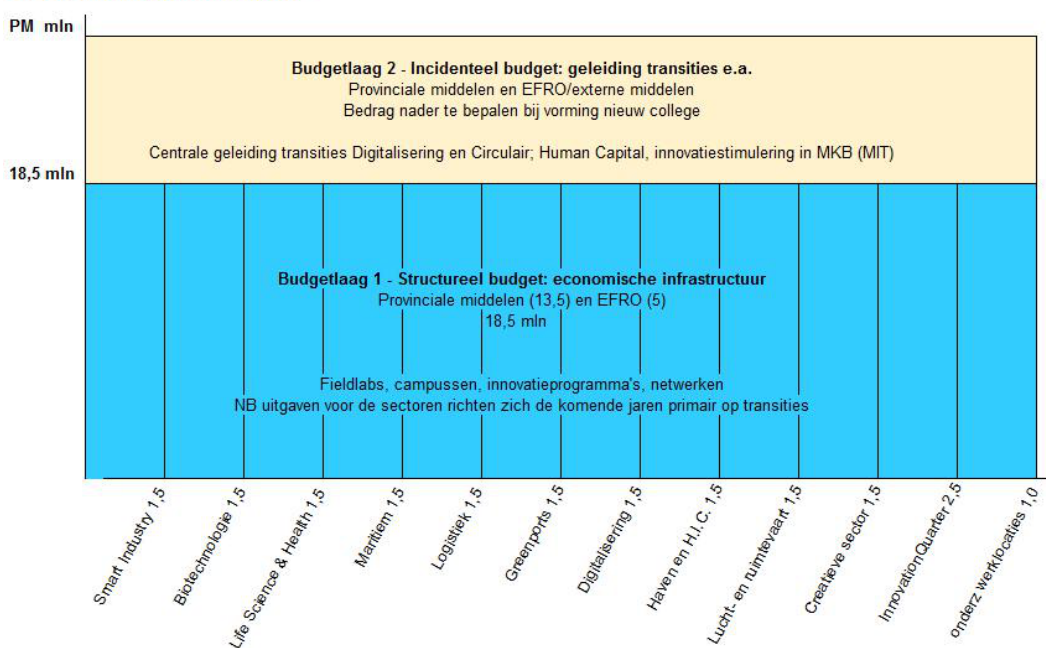 PM mln
Budgetlaag 2 - Incidenteel budget: geleiding transities e.a.
Provinciale middelen en EFRO/externe middelen
Bedrag nader te bepalen bij vorming nieuw college
Centrale geleiding transities Digitalisering en Circulair; Human Capital, innovatiestimulering in MKB (MIT)
18,5 mln
Budgetlaag 1 - Structureel budget: economische infrastructuur
Provinciale middelen (13,5) en EFRO (5)
18,5 mln
Fieldlabs, campussen, innovatieprogramma's, netwerken
NB uitgaven voor de sectoren richten zich de komende jaren primair op transities
Smart Industry 1,5
Biotechnologie 1,5
Life Science & Health 1,5
Maritiem 1,5
Logistiek 1,5
Greenports 1,5
Digitalisering 1,5
Haven en H.I.C. 1,5
Lucht- en ruimtevaart 1,5
Creatieve sector 1,5
InnovationQuarter 2,5
onderz werklocaties 1,0